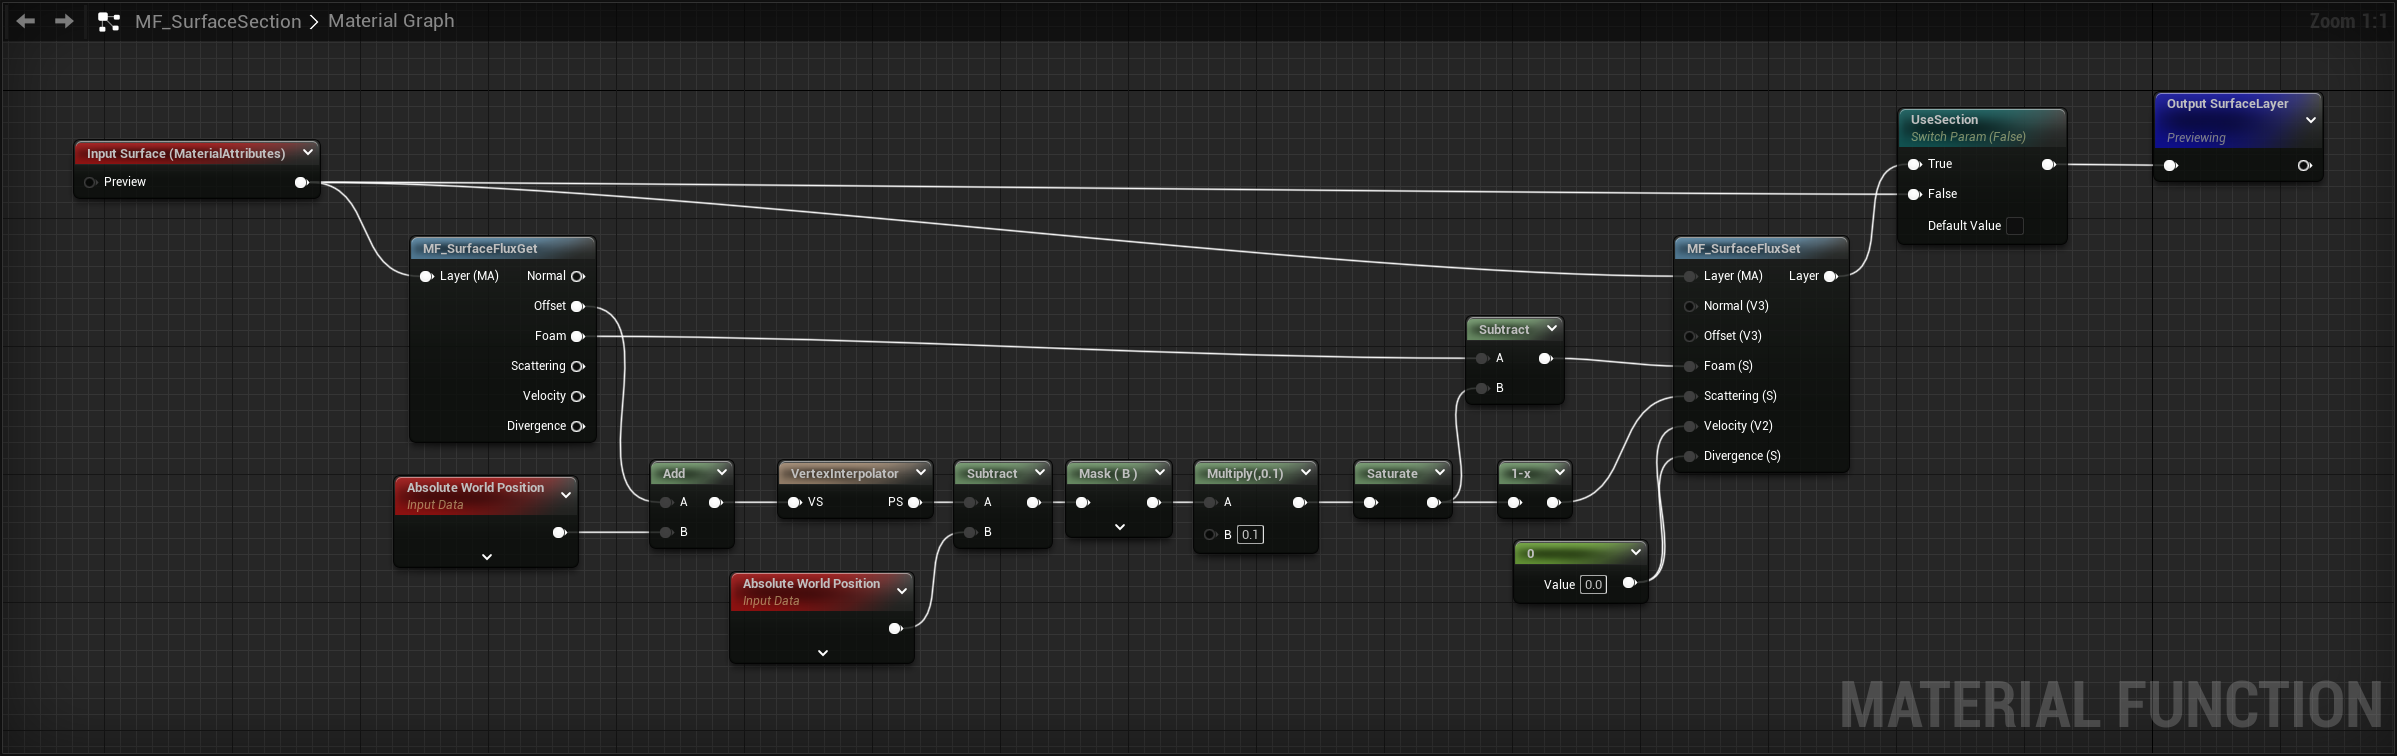 MF_SurfaceSection > Material Graph
Zoom 1:1
Input Surface (MaterialAttributes)
Preview
MF_SurfaceFluxGet
Layer (MA) Normal
Offset
Foam
Scattering
Velocity
Divergence
Absolute World Position
Input Data
Add
A
B
VertexInterpolator
VS PS
Absolute World Position
Input Data
Subtract
A
B
Mask ( B )
Multiply(,0.1)
A
B 0.1
Saturate
1-x
Subtract
A
B
0
Value 0.0
MF_SurfaceFluxSet
Layer (MA) Layer
Normal (V3)
Offset (V3)
Foam (S)
Scattering (S)
Velocity (V2)
Divergence (S)
UseSection
Switch Param (False)
True
False
Default Value
Output SurfaceLayer
Previewing
MATERIAL FUNCTION